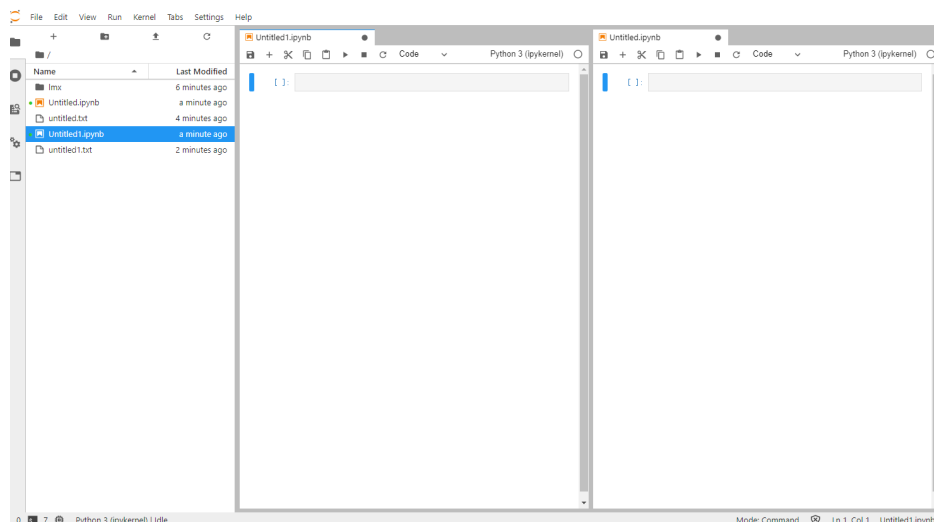 File Edit View Run Kernel Tabs Settings Help
/
Name Last Modified
lmx 6 minutes ago
Untitled.ipynb a minute ago
untitled.txt 4 minutes ago
Untitled1.ipynb a minute ago
untitled1.txt 2 minutes ago
Untitled1.ipynb
Code Python 3 (ipykernel)
[ ]:
Untitled.ipynb
Code Python 3 (ipykernel)
[ ]:
0 7 Python 3 (ipykernel) | Idle Mode: Command Ln 1, Col 1 Untitled1.ipynb